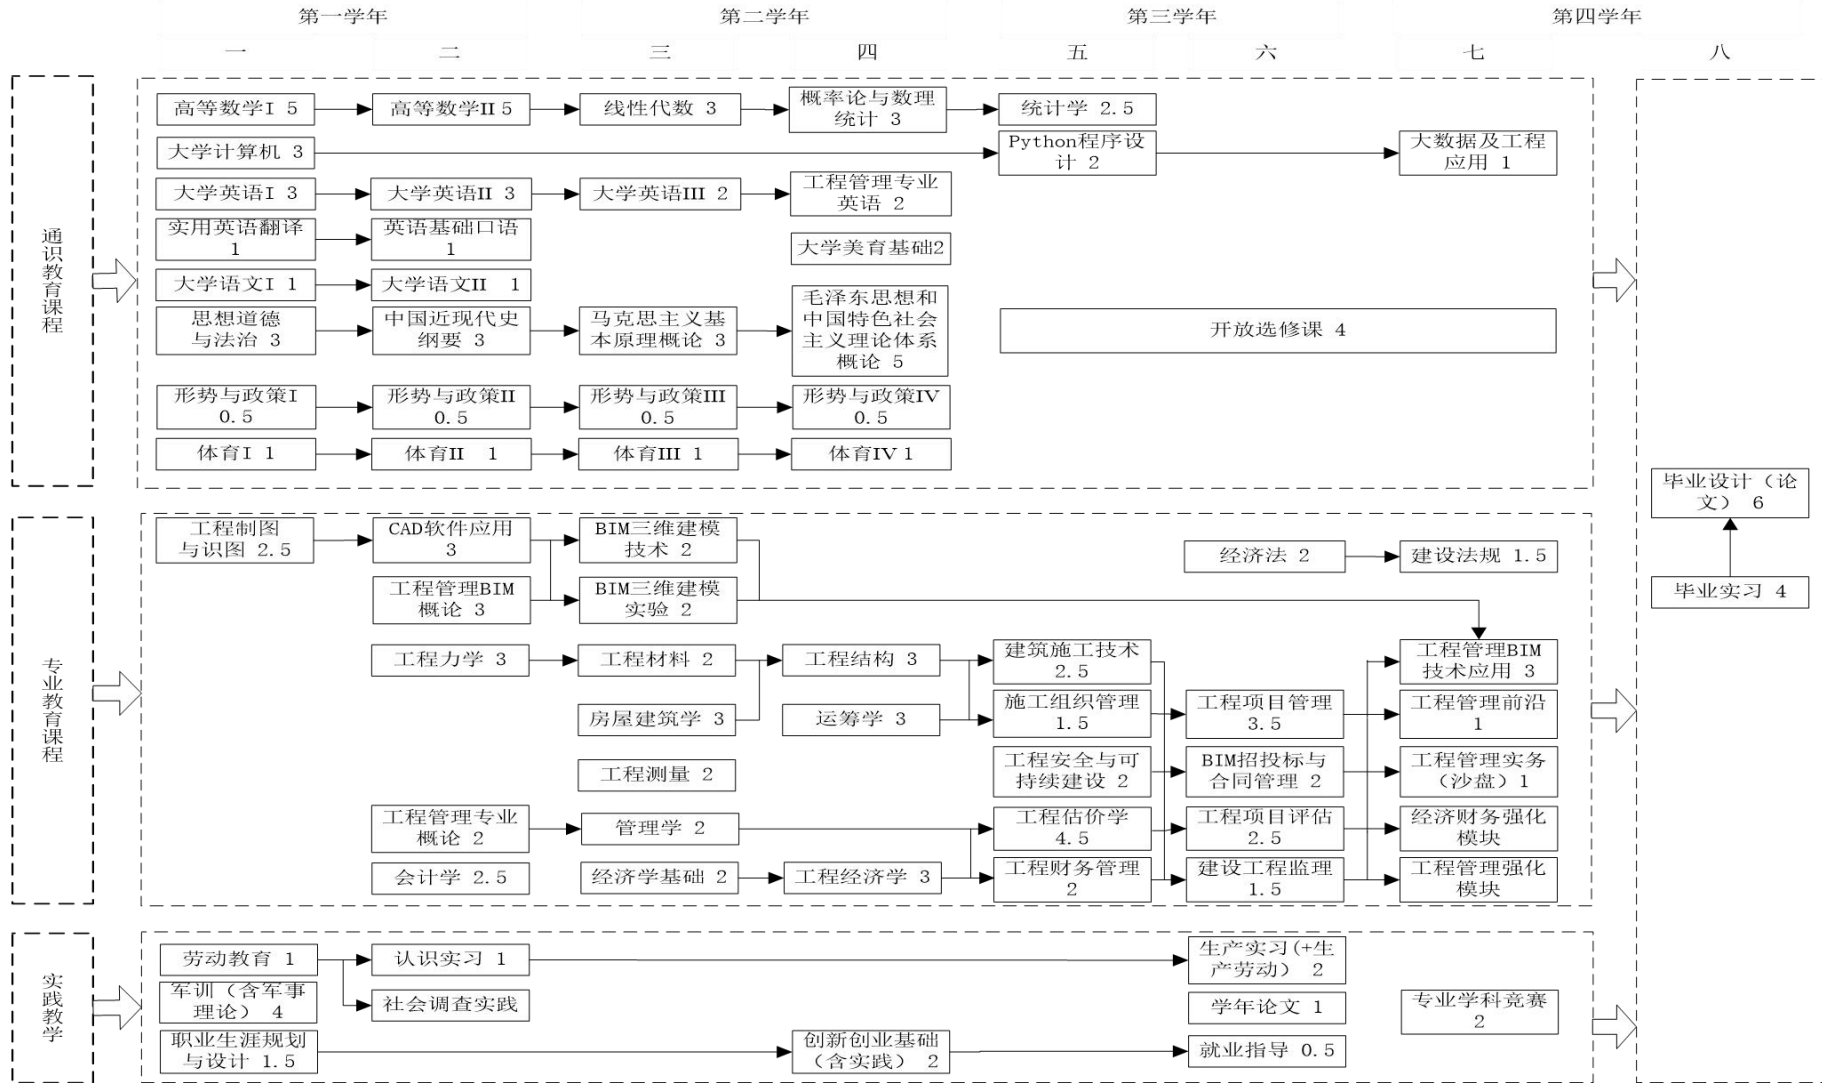 第一学年 第二学年 第三学年 第四学年
一 二 三 四 五 六 七 八
通识教育课程
高等数学I 5
高等数学II 5
线性代数 3
概率论与数理
统计 3
统计学 2.5
大学计算机 3
Python程序设
计 2
大数据及工程
应用 1
大学英语I 3
大学英语II 3
大学英语III 2
工程管理专业
英语 2
实用英语翻译
1
英语基础口语
1
大学美育基础2
大学语文I 1
大学语文II 1
思想道德
与法治 3
中国近现代史
纲要 3
马克思主义基
本原理概论 3
毛泽东思想和
中国特色社会
主义理论体系
概论 5
开放选修课 4
形势与政策I
0.5
形势与政策II
0.5
形势与政策III
0.5
形势与政策IV
0.5
体育I 1
体育II 1
体育III 1
体育IV 1
专业教育课程
工程制图
与识图 2.5
CAD软件应用
3
BIM三维建模
技术 2
经济法 2
建设法规 1.5
工程管理BIM
概论 3
BIM三维建模
实验 2
工程力学 3
工程材料 2
工程结构 3
建筑施工技术
2.5
工程管理BIM
技术应用 3
房屋建筑学 3
运筹学 3
施工组织管理
1.5
工程项目管理
3.5
工程管理前沿
1
工程测量 2
工程安全与可
持续建设 2
BIM招投标与
合同管理 2
工程管理实务
（沙盘）1
工程管理专业
概论 2
管理学 2
工程估价学
4.5
工程项目评估
2.5
经济财务强化
模块
会计学 2.5
经济学基础 2
工程经济学 3
工程财务管理
2
建设工程监理
1.5
工程管理强化
模块
实践教学
劳动教育 1
认识实习 1
生产实习(+生
产劳动） 2
军训（含军事
理论） 4
社会调查实践
学年论文 1
专业学科竞赛
2
职业生涯规划
与设计 1.5
创新创业基础
（含实践） 2
就业指导 0.5
毕业设计（论
文） 6
毕业实习 4